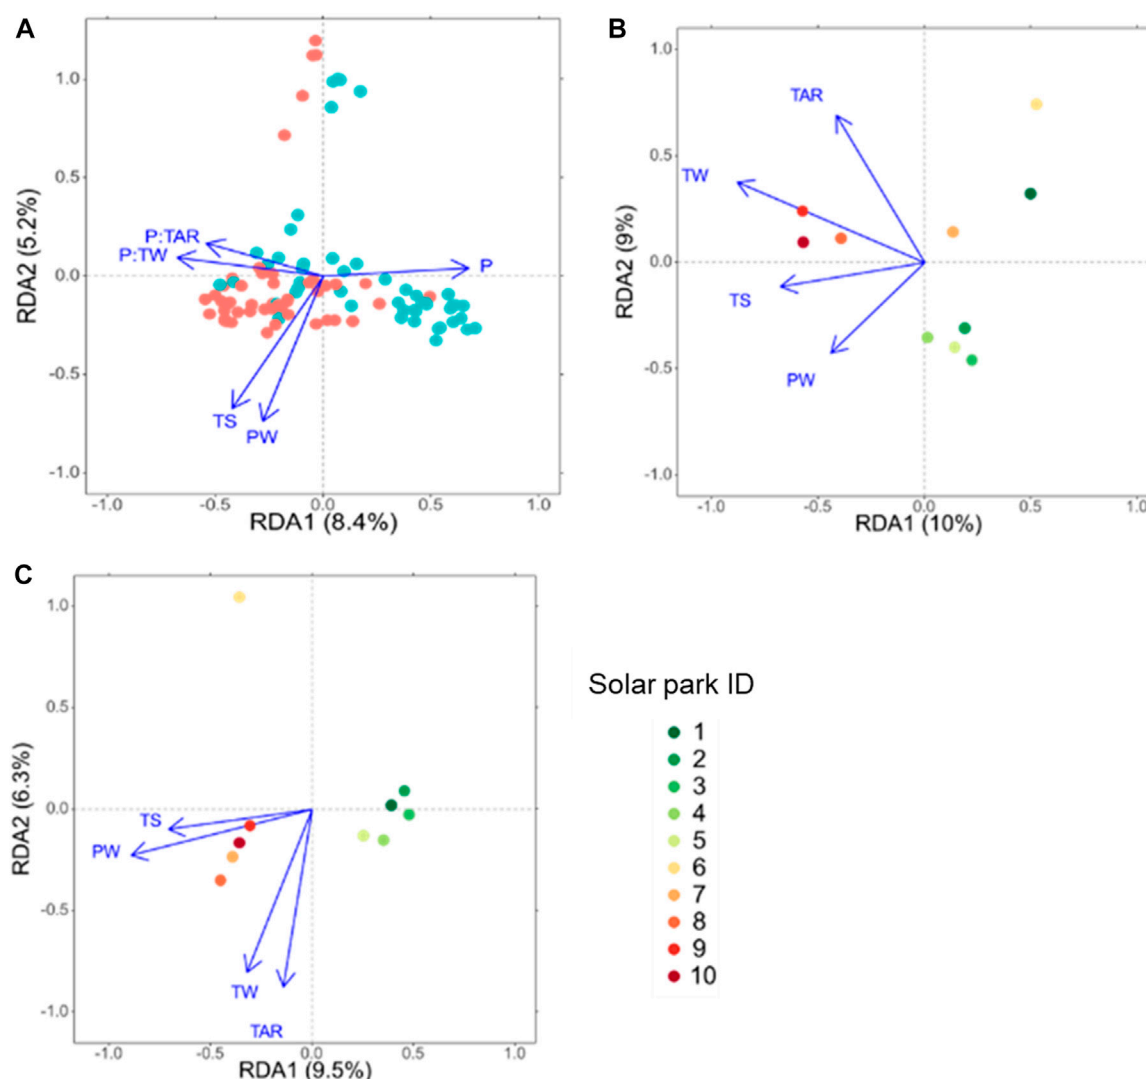 A
1.0
0.5
0.0
-0.5
-1.0
RDA2 (5.2%)
P:TAR
P:TW
P
TS
PW
-1.0 -0.5 0.0 0.5 1.0
RDA1 (8.4%)
B
1.0
0.5
0.0
-0.5
-1.0
RDA2 (9%)
TAR
TW
TS
PW
-1.0 -0.5 0.0 0.5 1.0
RDA1 (10%)
C
1.0
0.5
0.0
-0.5
-1.0
RDA2 (6.3%)
TS
PW
TW
TAR
-1.0 -0.5 0.0 0.5 1.0
RDA1 (9.5%)
Solar park ID
1
2
3
4
5
6
7
8
9
10